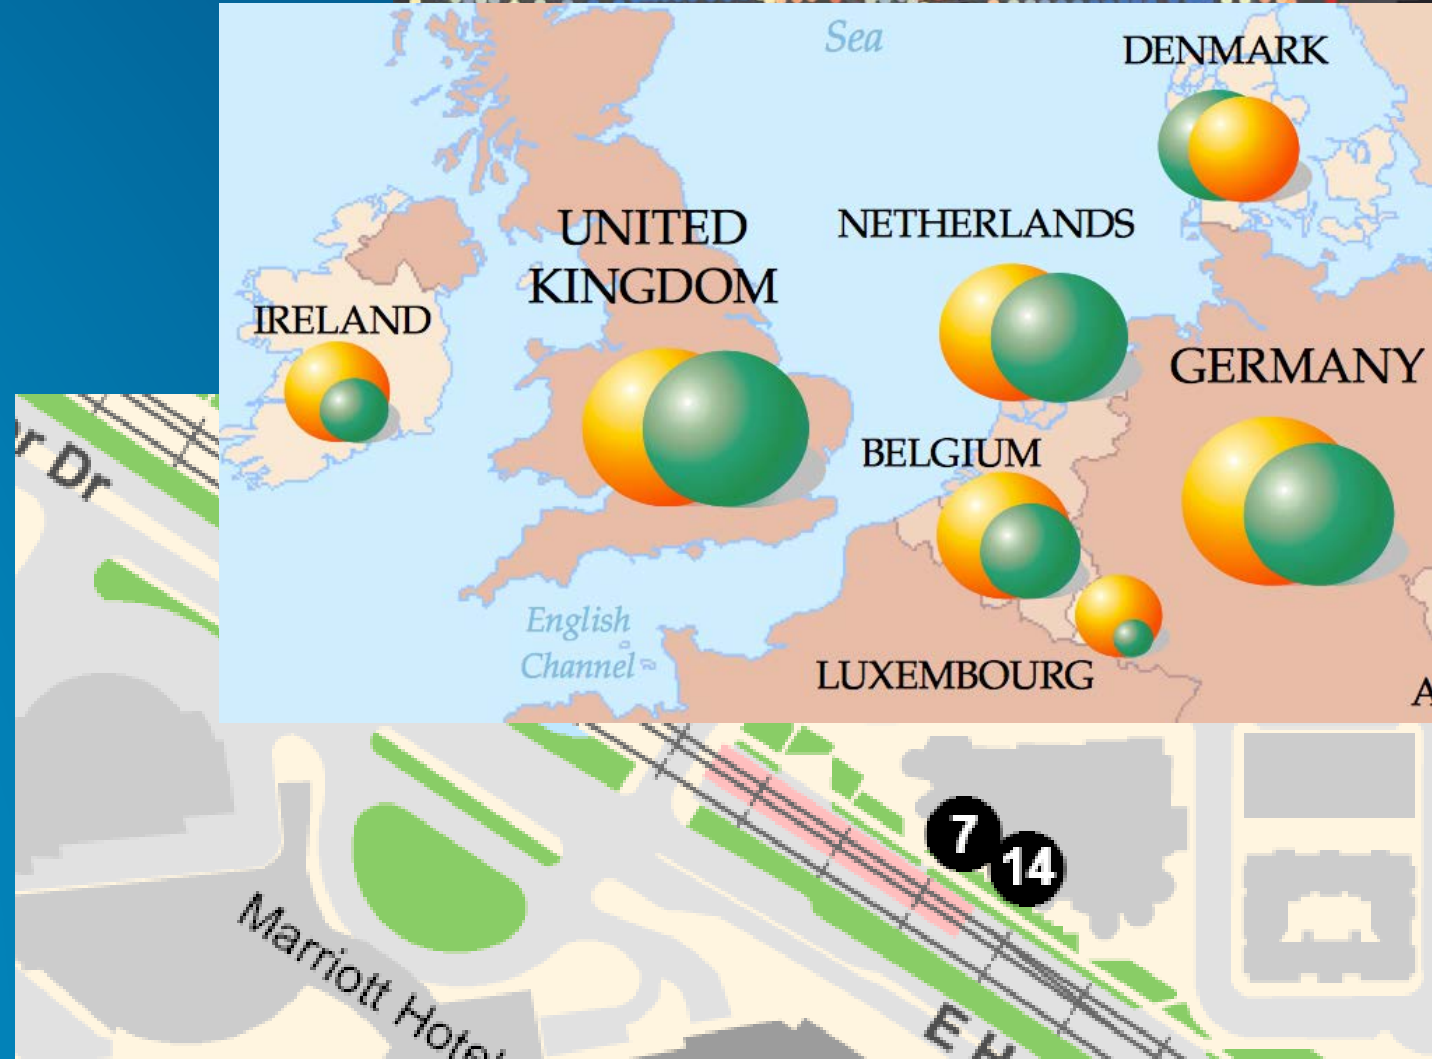 Sea
DENMARK
UNITED
KINGDOM
NETHERLANDS
IRELAND
GERMANY
BELGIUM
English
Channel
LUXEMBOURG
A
r Dr
7
14
Marriott Hotel
E H